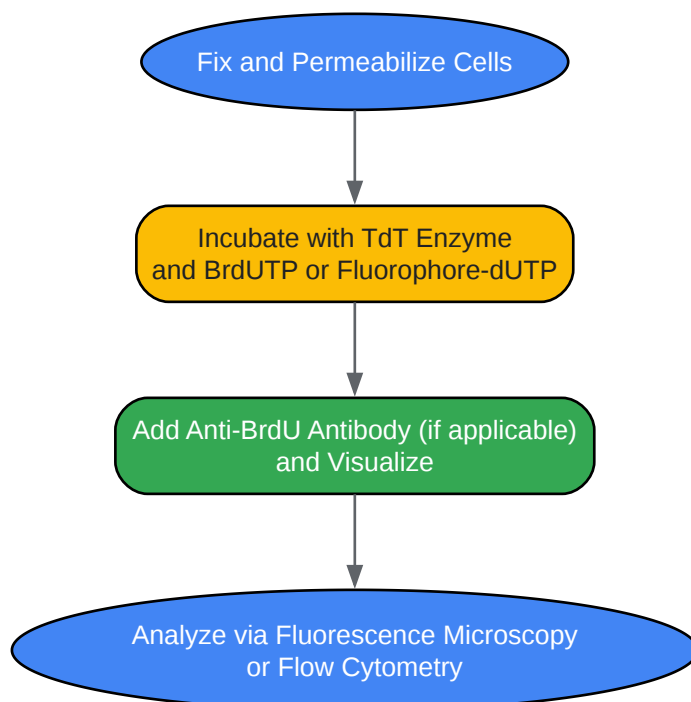 Fix and Permeabilize Cells
Incubate with TdT Enzyme
and BrdUTP or Fluorophore-dUTP
Add Anti-BrdU Antibody (if applicable)
and Visualize
Analyze via Fluorescence Microscopy
or Flow Cytometry